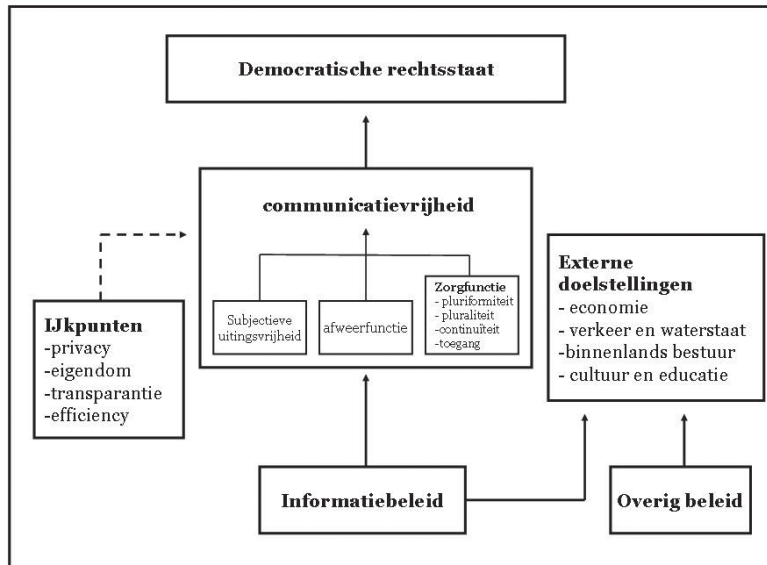 Democratische rechtsstaat
communicatievrijheid
Subjectieve
uitingsvrijheid
afweerfunctie
Zorgfunctie
- pluriformiteit
- pluraliteit
-continuïteit
-toegang
IJkpunten
-privacy
-eigendom
-transparantie
-efficiency
Externe
doelstellingen
- economie
- verkeer en waterstaat
-binnenlands bestuur
- cultuur en educatie
Informatiebeleid
Overig beleid